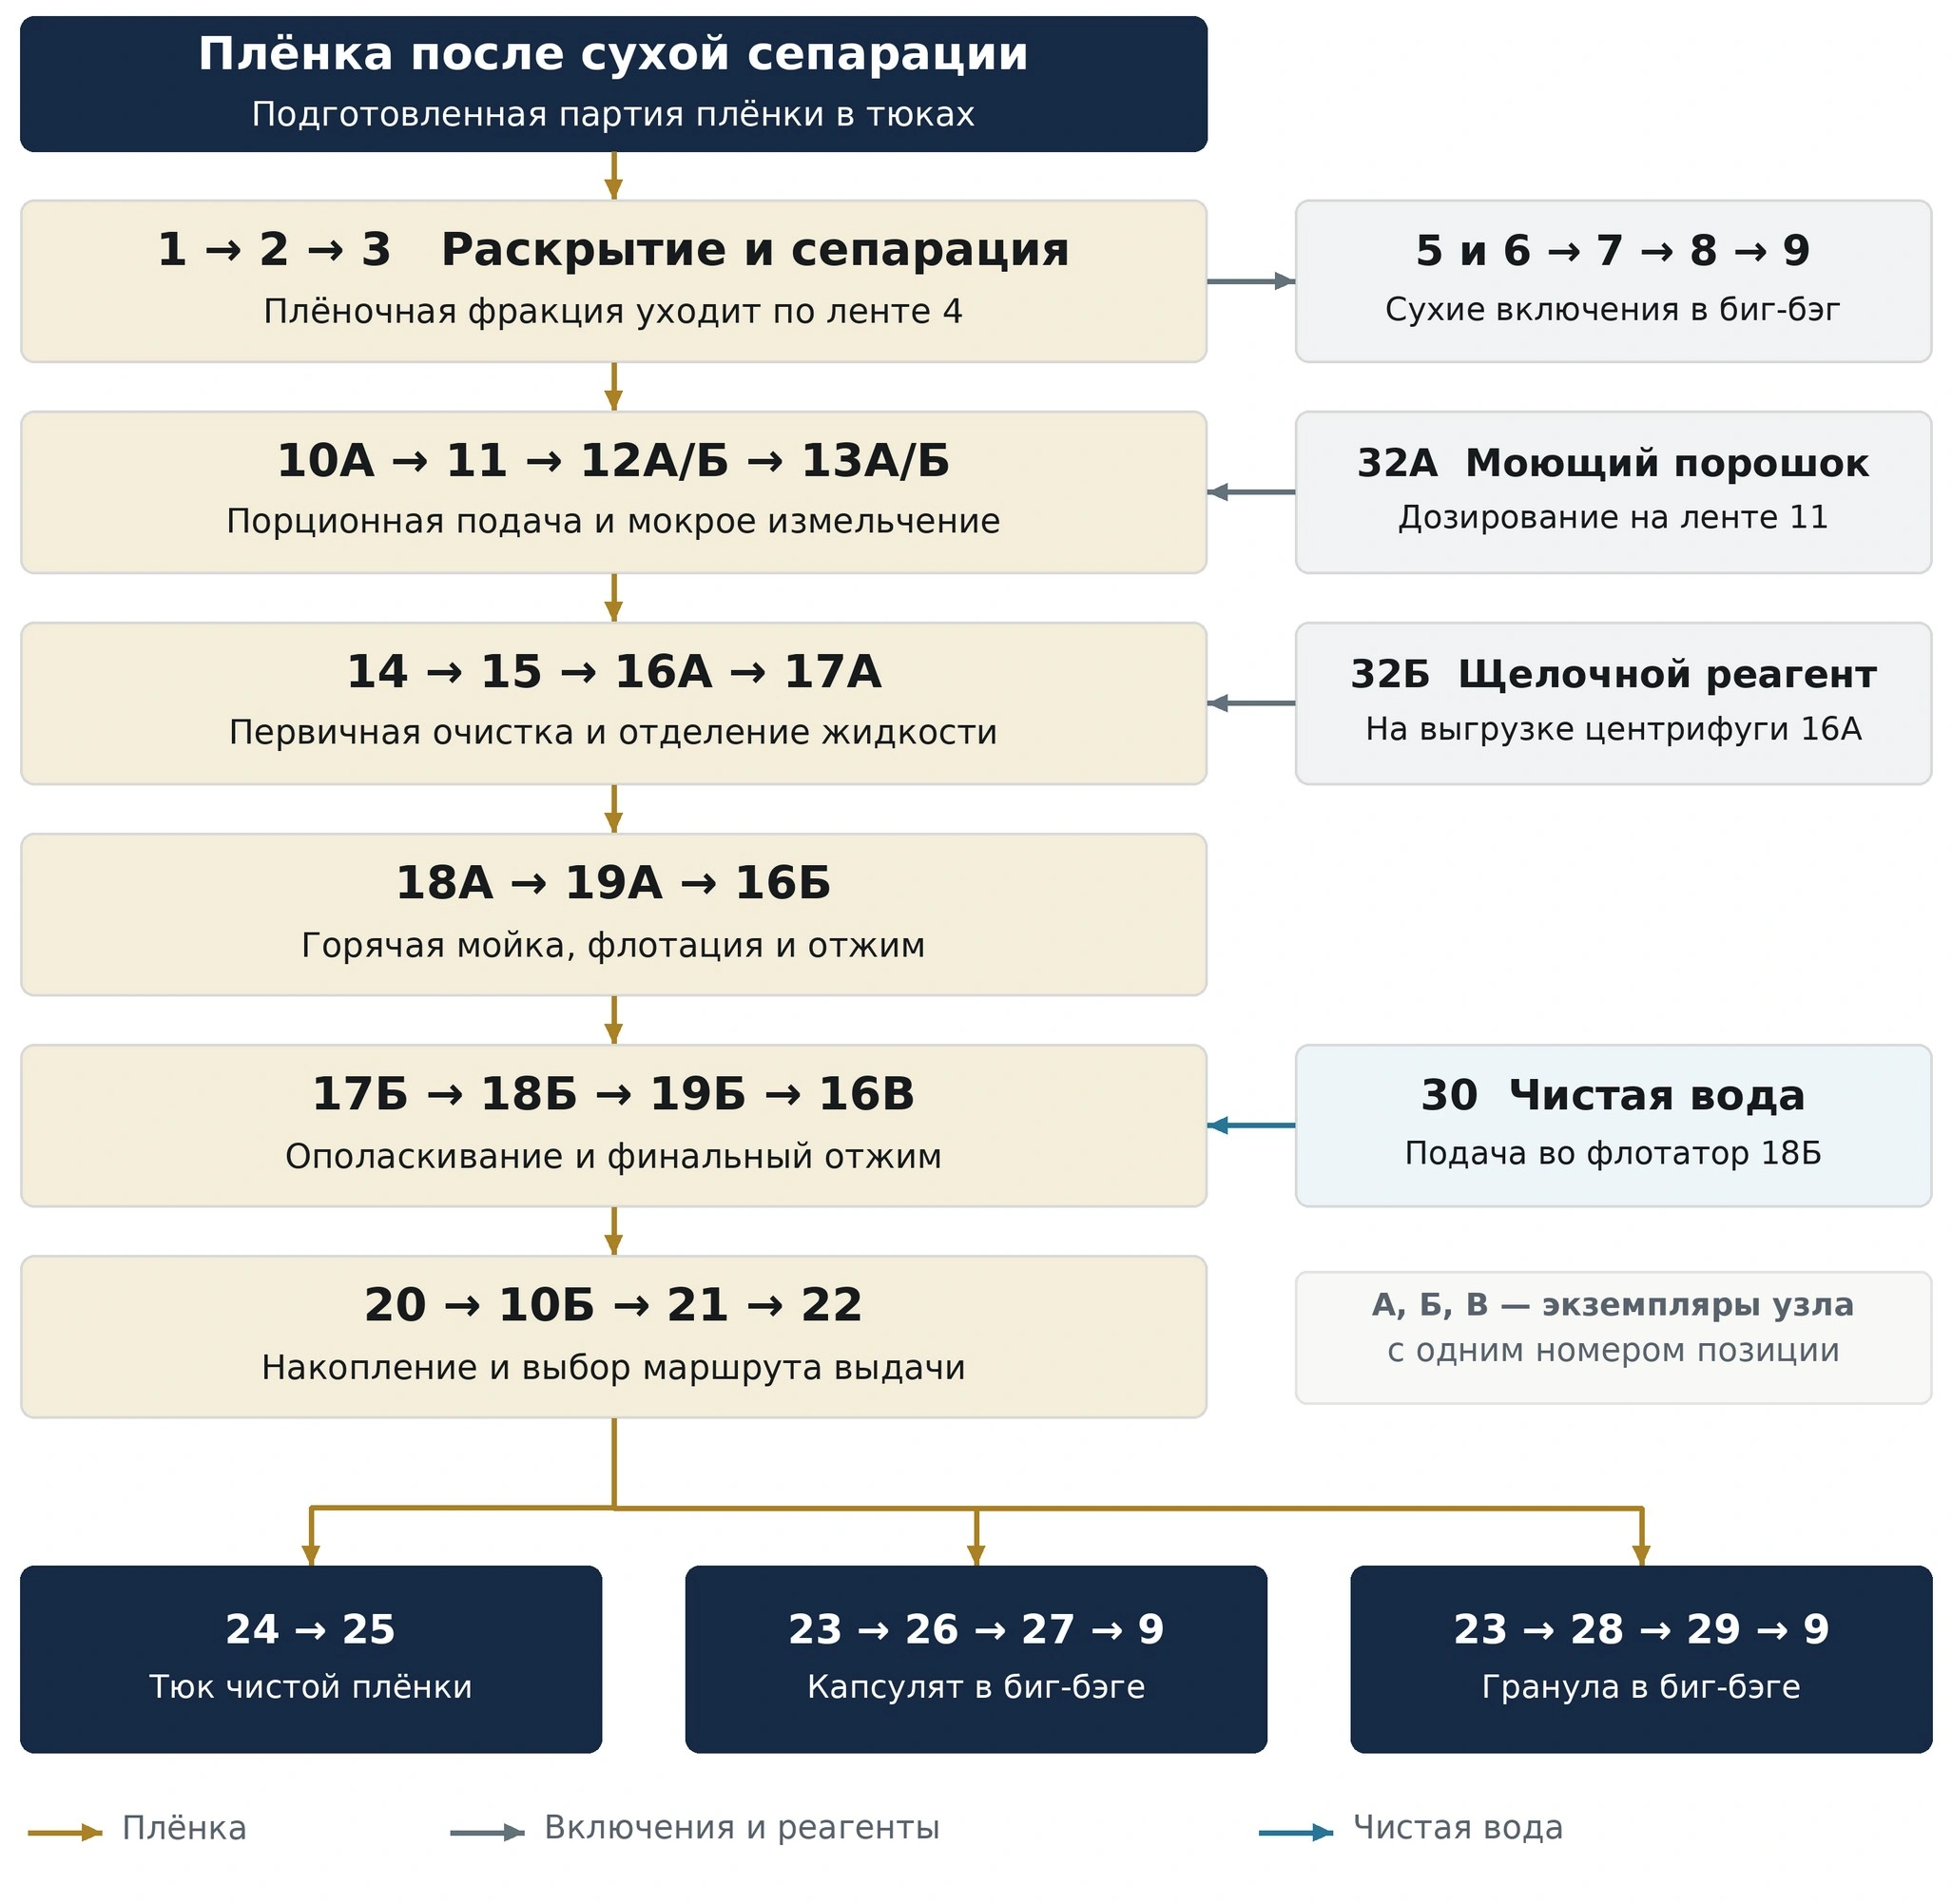 Плёнка после сухой сепарации
Подготовленная партия плёнки в тюках
1 → 2 → 3 Раскрытие и сепарация
Плёночная фракция уходит по ленте 4
5 и 6 → 7 → 8 → 9
Сухие включения в биг-бэг
10А → 11 → 12А/Б → 13А/Б
Порционная подача и мокрое измельчение
32А Моющий порошок
Дозирование на ленте 11
14 → 15 → 16А → 17А
Первичная очистка и отделение жидкости
32Б Щелочной реагент
На выгрузке центрифуги 16А
18А → 19А → 16Б
Горячая мойка, флотация и отжим
17Б → 18Б → 19Б → 16В
Ополаскивание и финальный отжим
30 Чистая вода
Подача во флотатор 18Б
20 → 10Б → 21 → 22
Накопление и выбор маршрута выдачи
А, Б, В — экземпляры узла
с одним номером позиции
24 → 25
Тюк чистой плёнки
23 → 26 → 27 → 9
Капсулят в биг-бэге
23 → 28 → 29 → 9
Гранула в биг-бэге
Плёнка
Включения и реагенты
Чистая вода